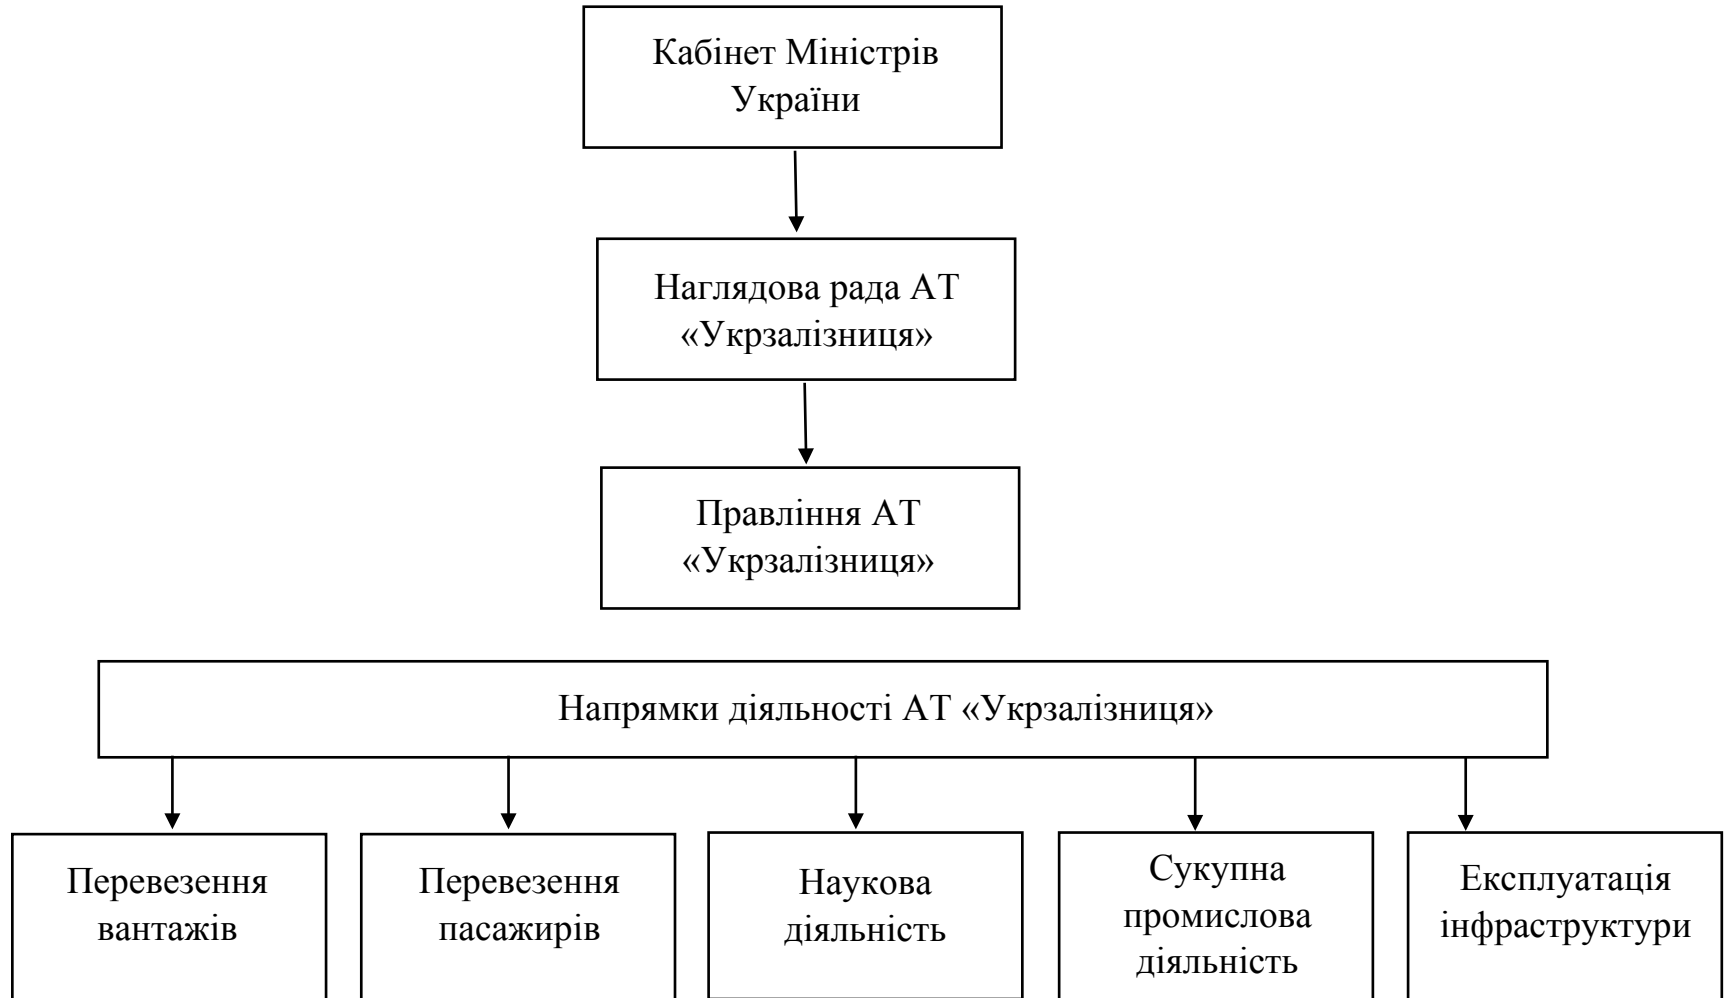 Кабінет Міністрів
України
Наглядова рада АТ
«Укрзалізниця»
Правління АТ
«Укрзалізниця»
Напрямки діяльності АТ «Укрзалізниця»
Перевезення
вантажів
Перевезення
пасажирів
Наукова
діяльність
Сукупна
промислова
діяльність
Експлуатація
інфраструктури